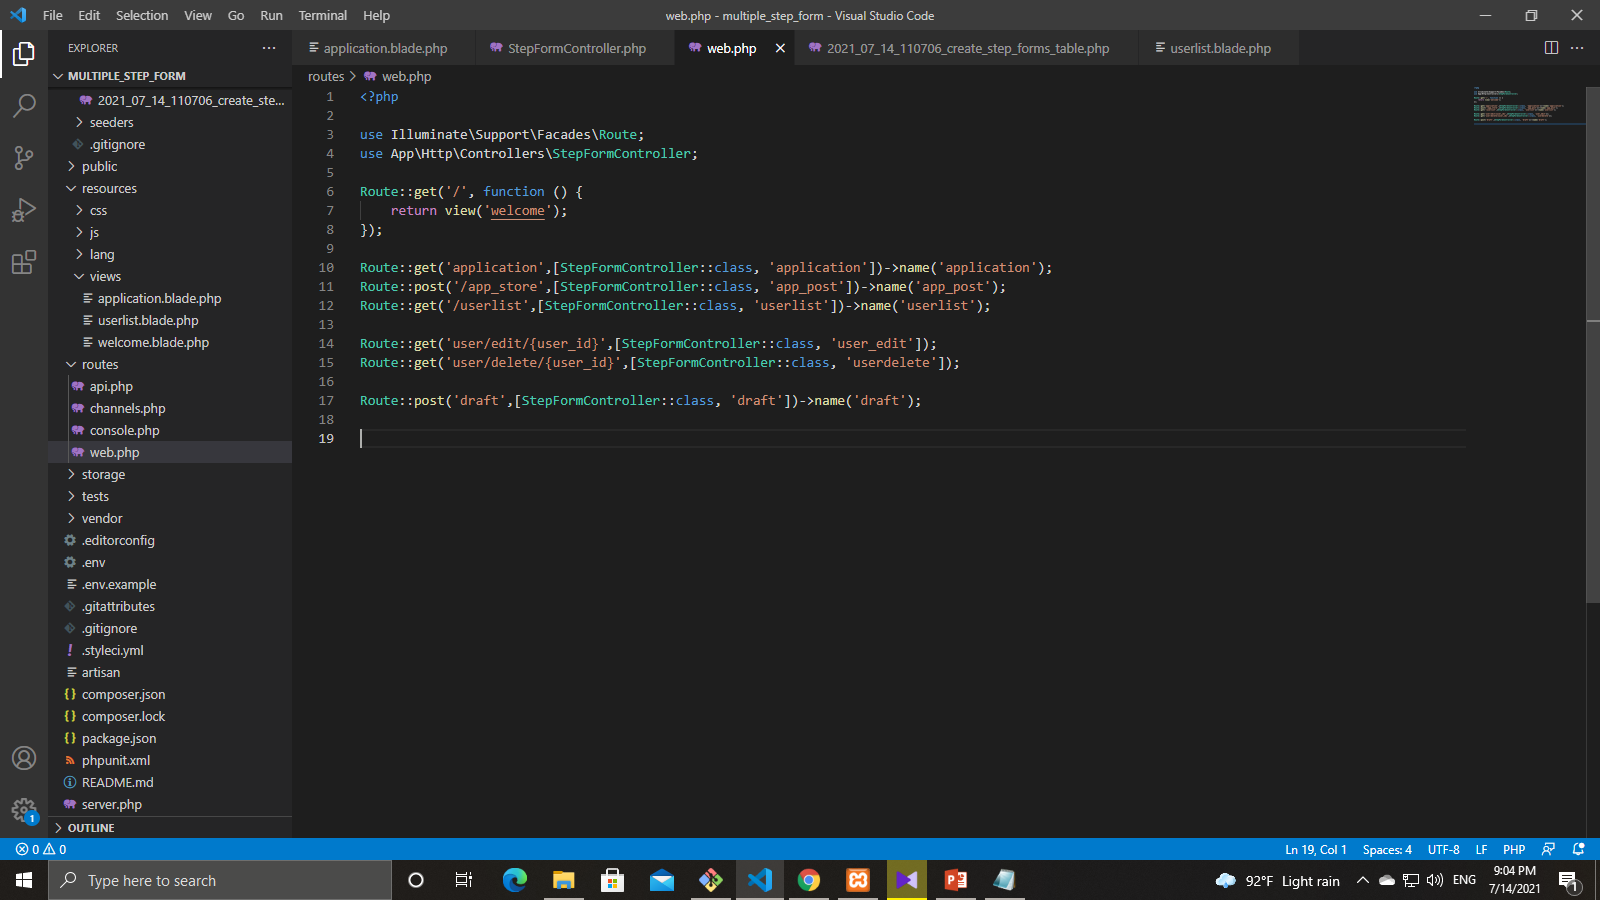 File Edit Selection View Go Run Terminal Help
web.php - multiple_step_form - Visual Studio Code
EXPLORER
MULTIPLE_STEP_FORM
2021_07_14_110706_create_ste...
seeders
.gitignore
public
resources
css
js
lang
views
application.blade.php
userlist.blade.php
welcome.blade.php
routes
api.php
channels.php
console.php
web.php
storage
tests
vendor
.editorconfig
.env
.env.example
.gitattributes
.gitignore
.styleci.yml
artisan
composer.json
composer.lock
package.json
phpunit.xml
README.md
server.php
OUTLINE
application.blade.php StepFormController.php web.php 2021_07_14_110706_create_step_forms_table.php userlist.blade.php
routes > web.php
1 <?php
2
3 use Illuminate\Support\Facades\Route;
4 use App\Http\Controllers\StepFormController;
5
6 Route::get('/', function () {
7     return view('welcome');
8 });
9
10 Route::get('application',[StepFormController::class, 'application'])->name('application');
11 Route::post('/app_store',[StepFormController::class, 'app_post'])->name('app_post');
12 Route::get('/userlist',[StepFormController::class, 'userlist'])->name('userlist');
13
14 Route::get('user/edit/{user_id}',[StepFormController::class, 'user_edit']);
15 Route::get('user/delete/{user_id}',[StepFormController::class, 'userdelete']);
16
17 Route::post('draft',[StepFormController::class, 'draft'])->name('draft');
18
19
1
0 0 Ln 19, Col 1 Spaces: 4 UTF-8 LF PHP
Type here to search
92°F Light rain ENG
9:04 PM
7/14/2021
1